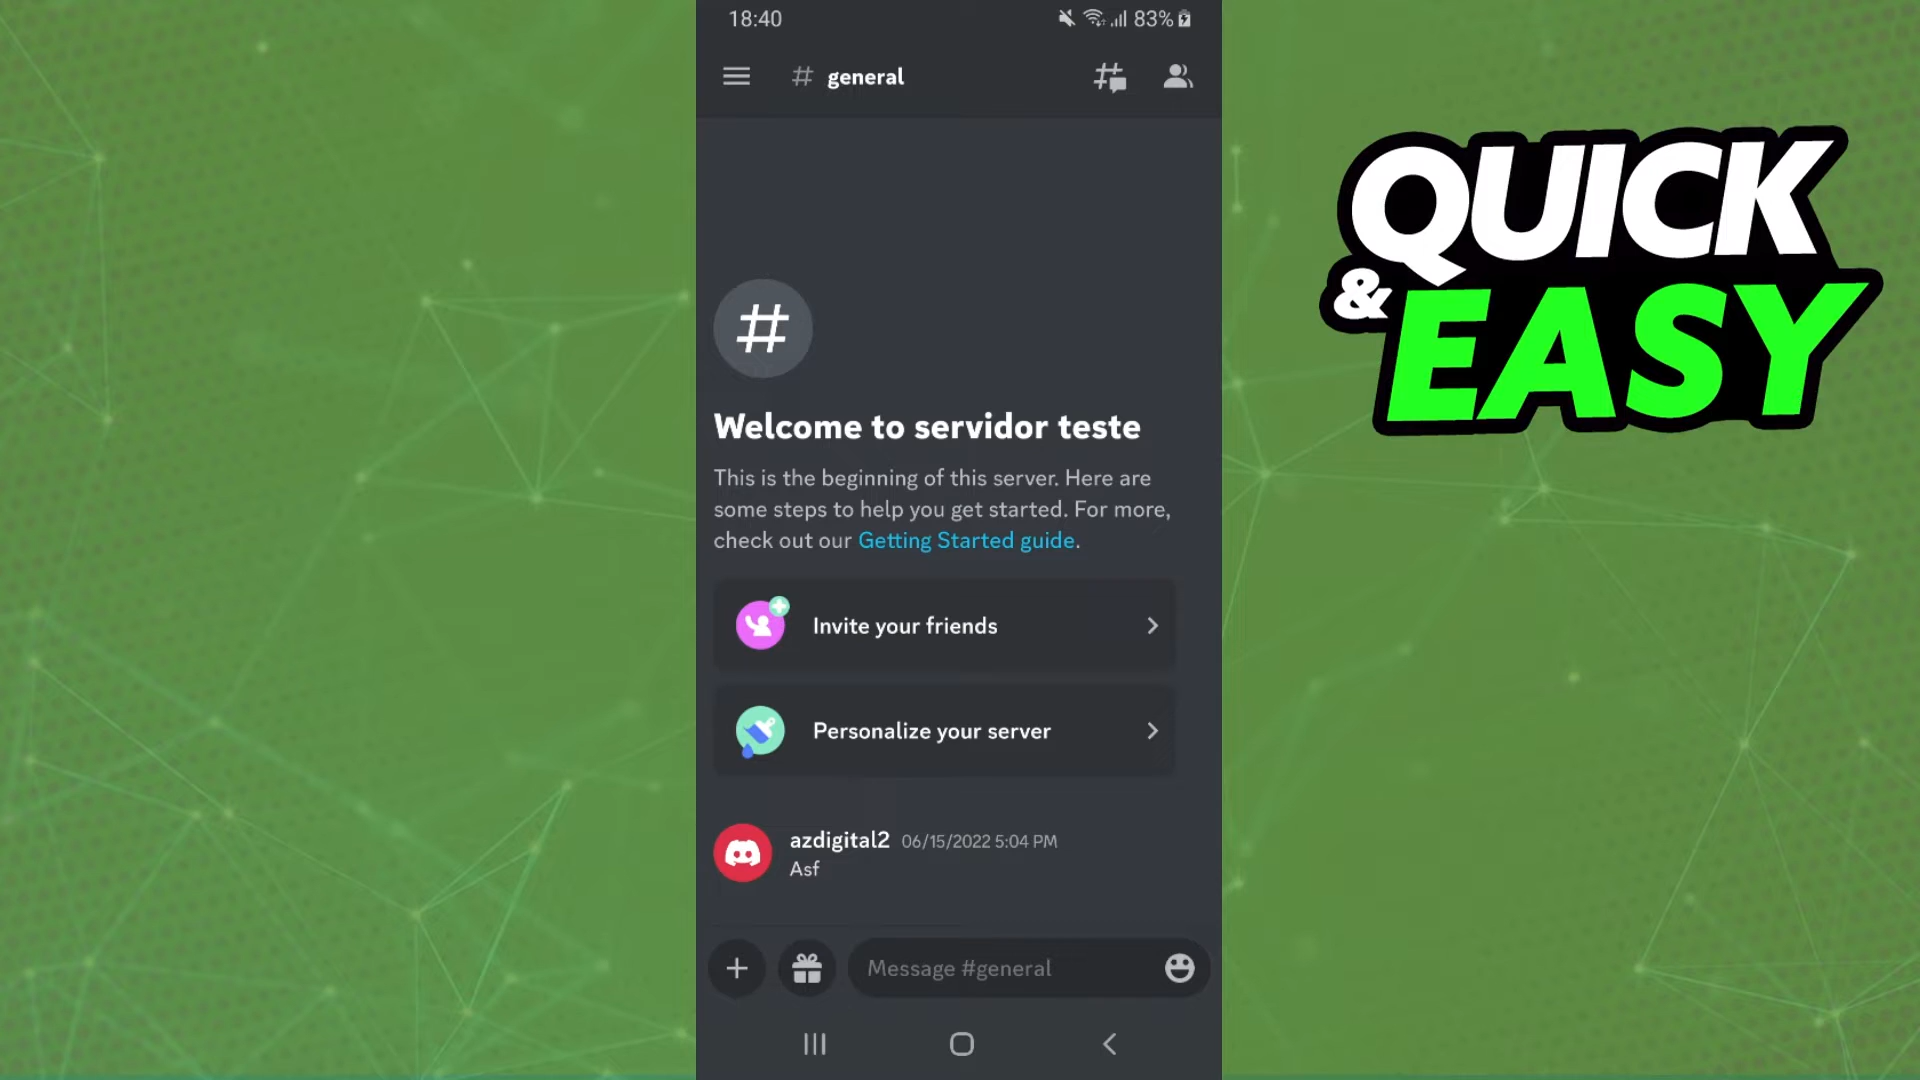 18:40
83%
# general
#
Welcome to servidor teste
This is the beginning of this server. Here are
some steps to help you get started. For more,
check out our Getting Started guide.
Invite your friends
Personalize your server
azdigital2 06/15/2022 5:04 PM
Asf
Message #general
QUICK
& EASY